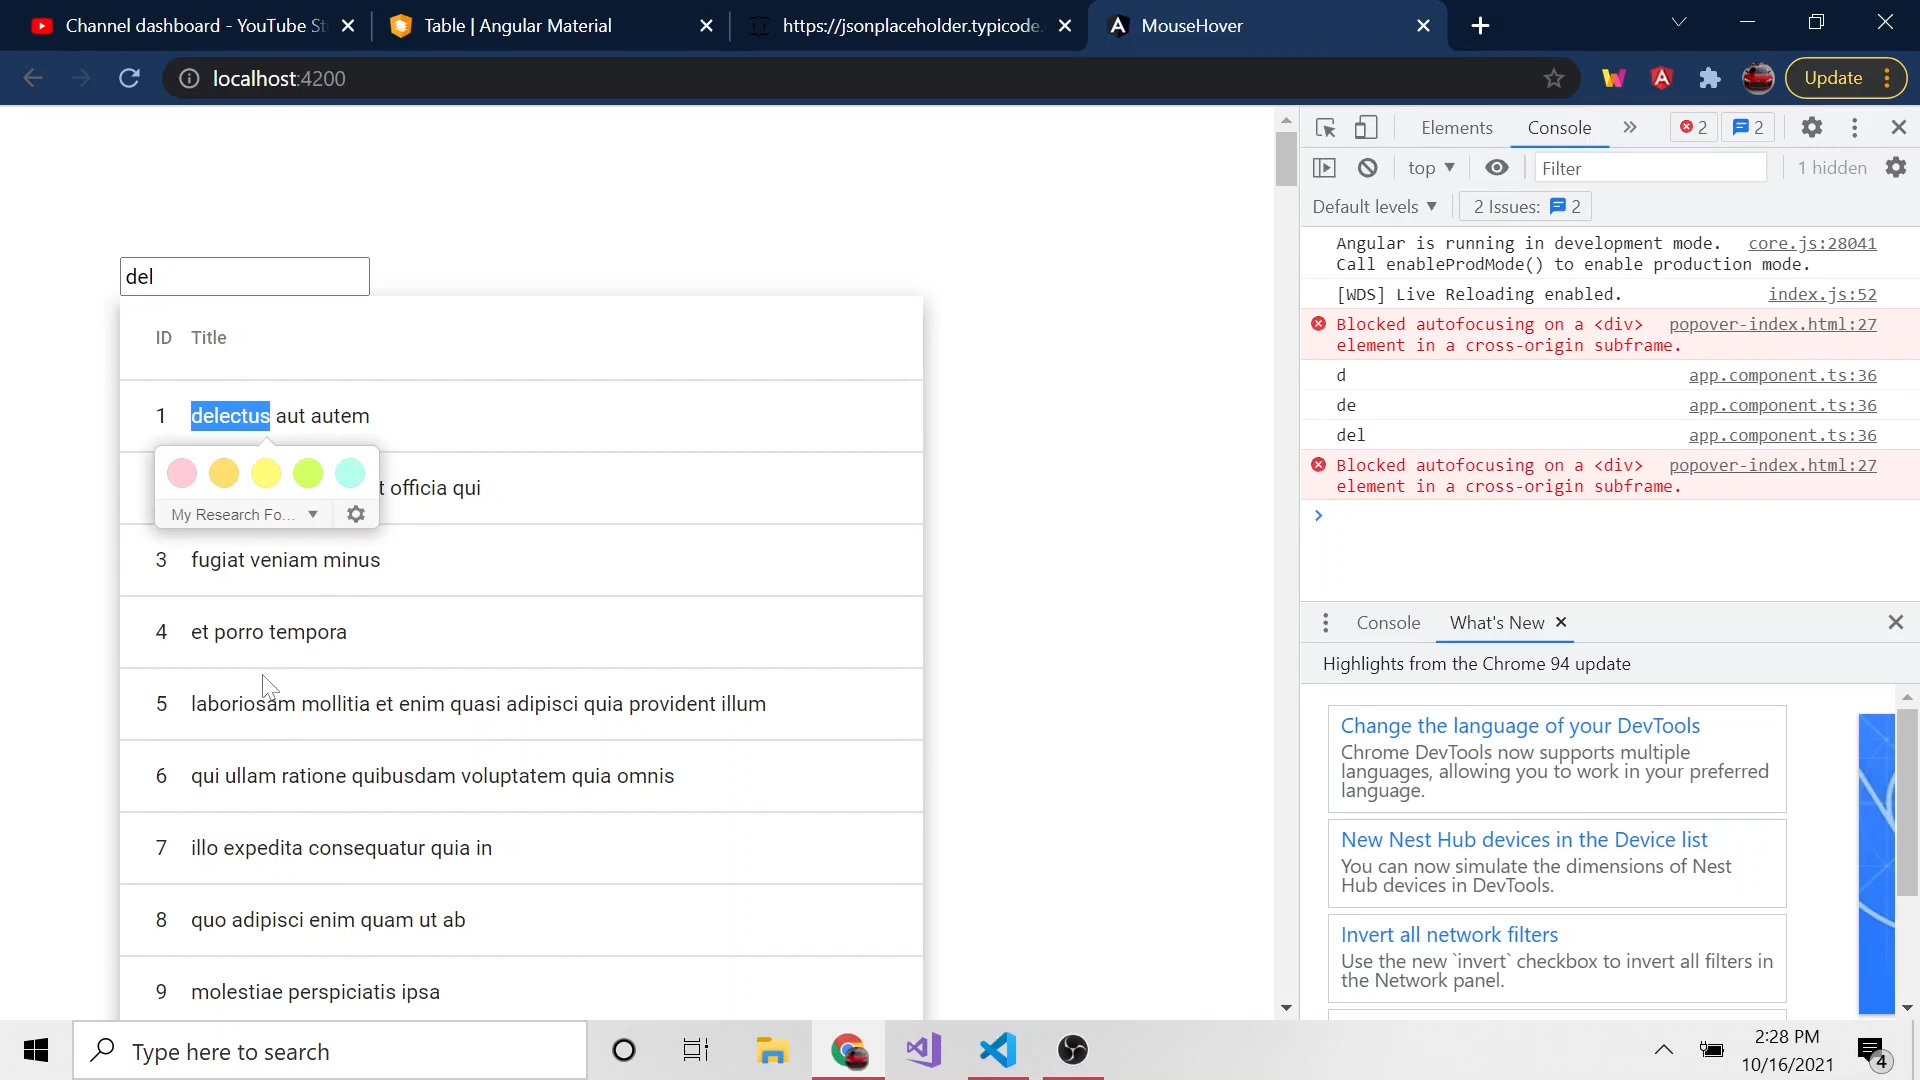 Channel dashboard - YouTube St
Table | Angular Material
https://jsonplaceholder.typicode.
MouseHover
localhost:4200
Update
Elements
Console
2
2
top
Filter
1 hidden
Default levels
2 Issues:
2
del
ID Title
1 delectus aut autem
t officia qui
My Research Fo...
3 fugiat veniam minus
4 et porro tempora
5 laboriosam mollitia et enim quasi adipisci quia provident illum
6 qui ullam ratione quibusdam voluptatem quia omnis
7 illo expedita consequatur quia in
8 quo adipisci enim quam ut ab
9 molestiae perspiciatis ipsa
Angular is running in development mode. core.js:28041
Call enableProdMode() to enable production mode.
[WDS] Live Reloading enabled. index.js:52
Blocked autofocusing on a <div> popover-index.html:27
element in a cross-origin subframe.
d app.component.ts:36
de app.component.ts:36
del app.component.ts:36
Blocked autofocusing on a <div> popover-index.html:27
element in a cross-origin subframe.
Console
What's New
Highlights from the Chrome 94 update
Change the language of your DevTools
Chrome DevTools now supports multiple
languages, allowing you to work in your preferred
language.
New Nest Hub devices in the Device list
You can now simulate the dimensions of Nest
Hub devices in DevTools.
Invert all network filters
Use the new `invert` checkbox to invert all filters in
the Network panel.
Type here to search
2:28 PM
10/16/2021
4